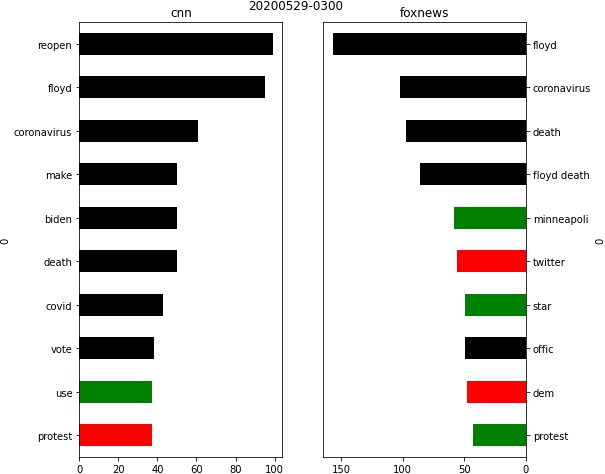 20200529-0300
cnn
foxnews
reopen
floyd
coronavirus
make
biden
death
covid
vote
use
protest
0
0 20 40 60 80 100
floyd
coronavirus
death
floyd death
minneapoli
twitter
star
offic
dem
protest
0
150 100 50 0